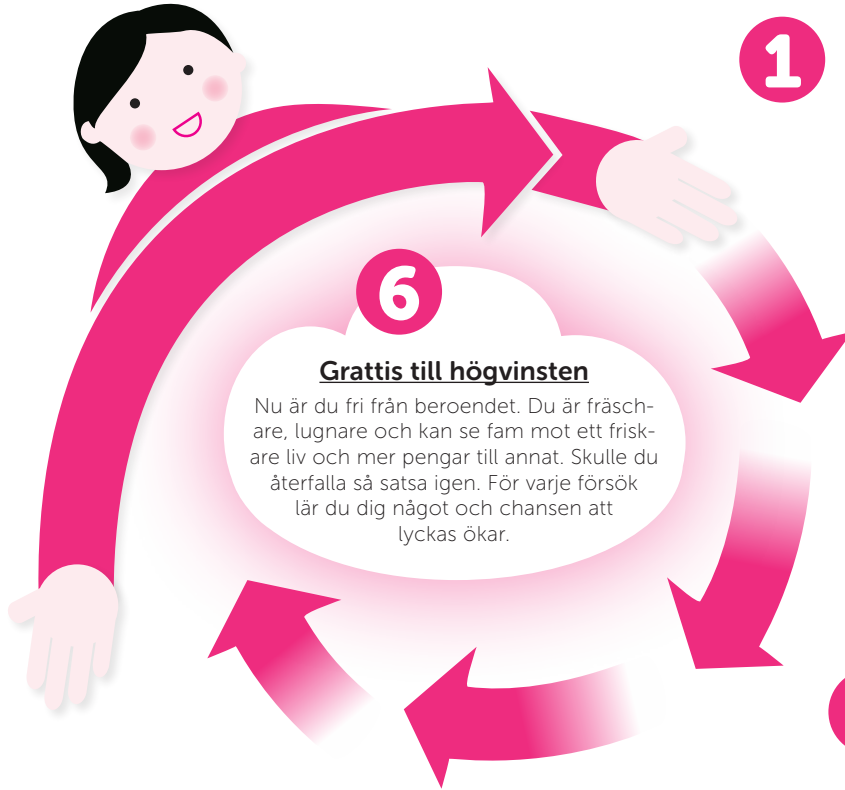 1
6
Grattis till högvinsten
Nu är du fri från beroendet. Du är fräsch-
are, lugnare och kan se fam mot ett frisk-
are liv och mer pengar till annat. Skulle du
återfalla så satsa igen. För varje försök
lär du dig något och chansen att
lyckas ökar.